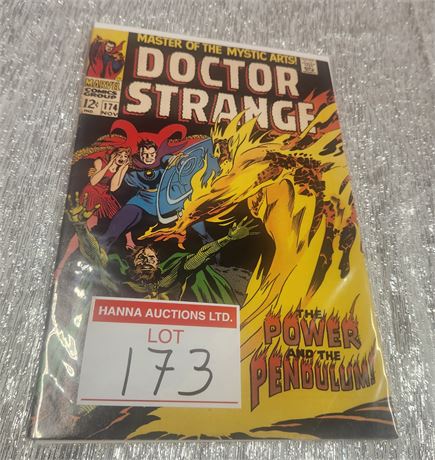 MASTER OF THE MYSTIC ARTS!
DOCTOR
STRANGE
MARVEL
COMICS
GROUP
12¢ 174
IND. NOV
THE
POWER
AND THE
PENDULUM!
HANNA AUCTIONS LTD.
LOT
173